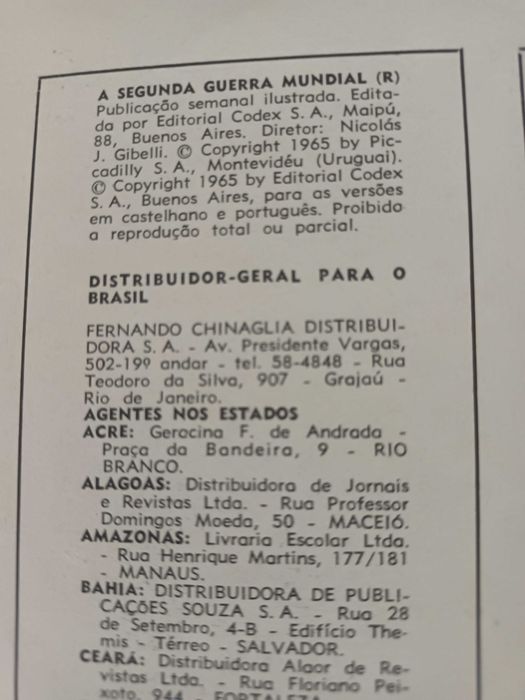 A SEGUNDA GUERRA MUNDIAL (R)
Publicação semanal ilustrada. Edita-
da por Editorial Codex S. A., Maipú,
88, Buenos Aires. Diretor: Nicolás
J. Gibelli. © Copyright 1965 by Pic-
cadilly S. A., Montevidéu (Uruguai).
© Copyright 1965 by Editorial Codex
S. A., Buenos Aires, para as versões
em castelhano e português. Proibida
a reprodução total ou parcial.
DISTRIBUIDOR-GERAL PARA O
BRASIL
FERNANDO CHINAGLIA DISTRIBUI-
DORA S. A. - Av. Presidente Vargas,
502-19º andar - tel. 58-4848 - Rua
Teodoro da Silva, 907 - Grajaú -
Rio de Janeiro.
AGENTES NOS ESTADOS
ACRE: Geracina F. de Andrada -
Praça da Bandeira, 9 - RIO
BRANCO.
ALAGOAS: Distribuidora de Jornais
e Revistas Ltda. - Rua Professor
Domingos Moeda, 50 - MACEIÓ.
AMAZONAS: Livraria Escolar Ltda.
- Rua Henrique Martins, 177/181
- MANAUS.
BAHIA: DISTRIBUIDORA DE PUBLI-
CAÇÕES SOUZA S. A. - Rua 28
de Setembro, 4-B - Edifício The-
mis - Térreo - SALVADOR.
CEARÁ: Distribuidora Alaor de Re-
vistas Ltda. - Rua Floriano Pei-
xoto, 944 - FORTALEZA